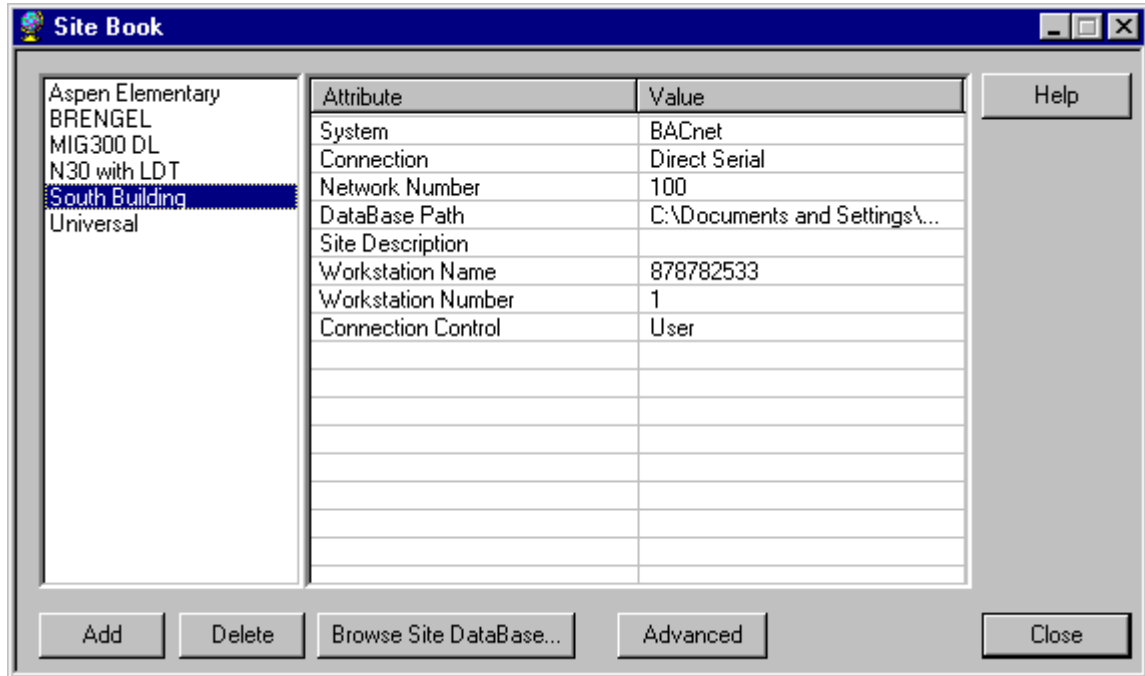 Site Book
Aspen Elementary
BRENGEL
MIG300 DL
N30 with LDT
South Building
Universal
Attribute Value
System BACnet
Connection Direct Serial
Network Number 100
DataBase Path C:\Documents and Settings\...
Site Description
Workstation Name 878782533
Workstation Number 1
Connection Control User
Help
Add Delete Browse Site DataBase... Advanced Close